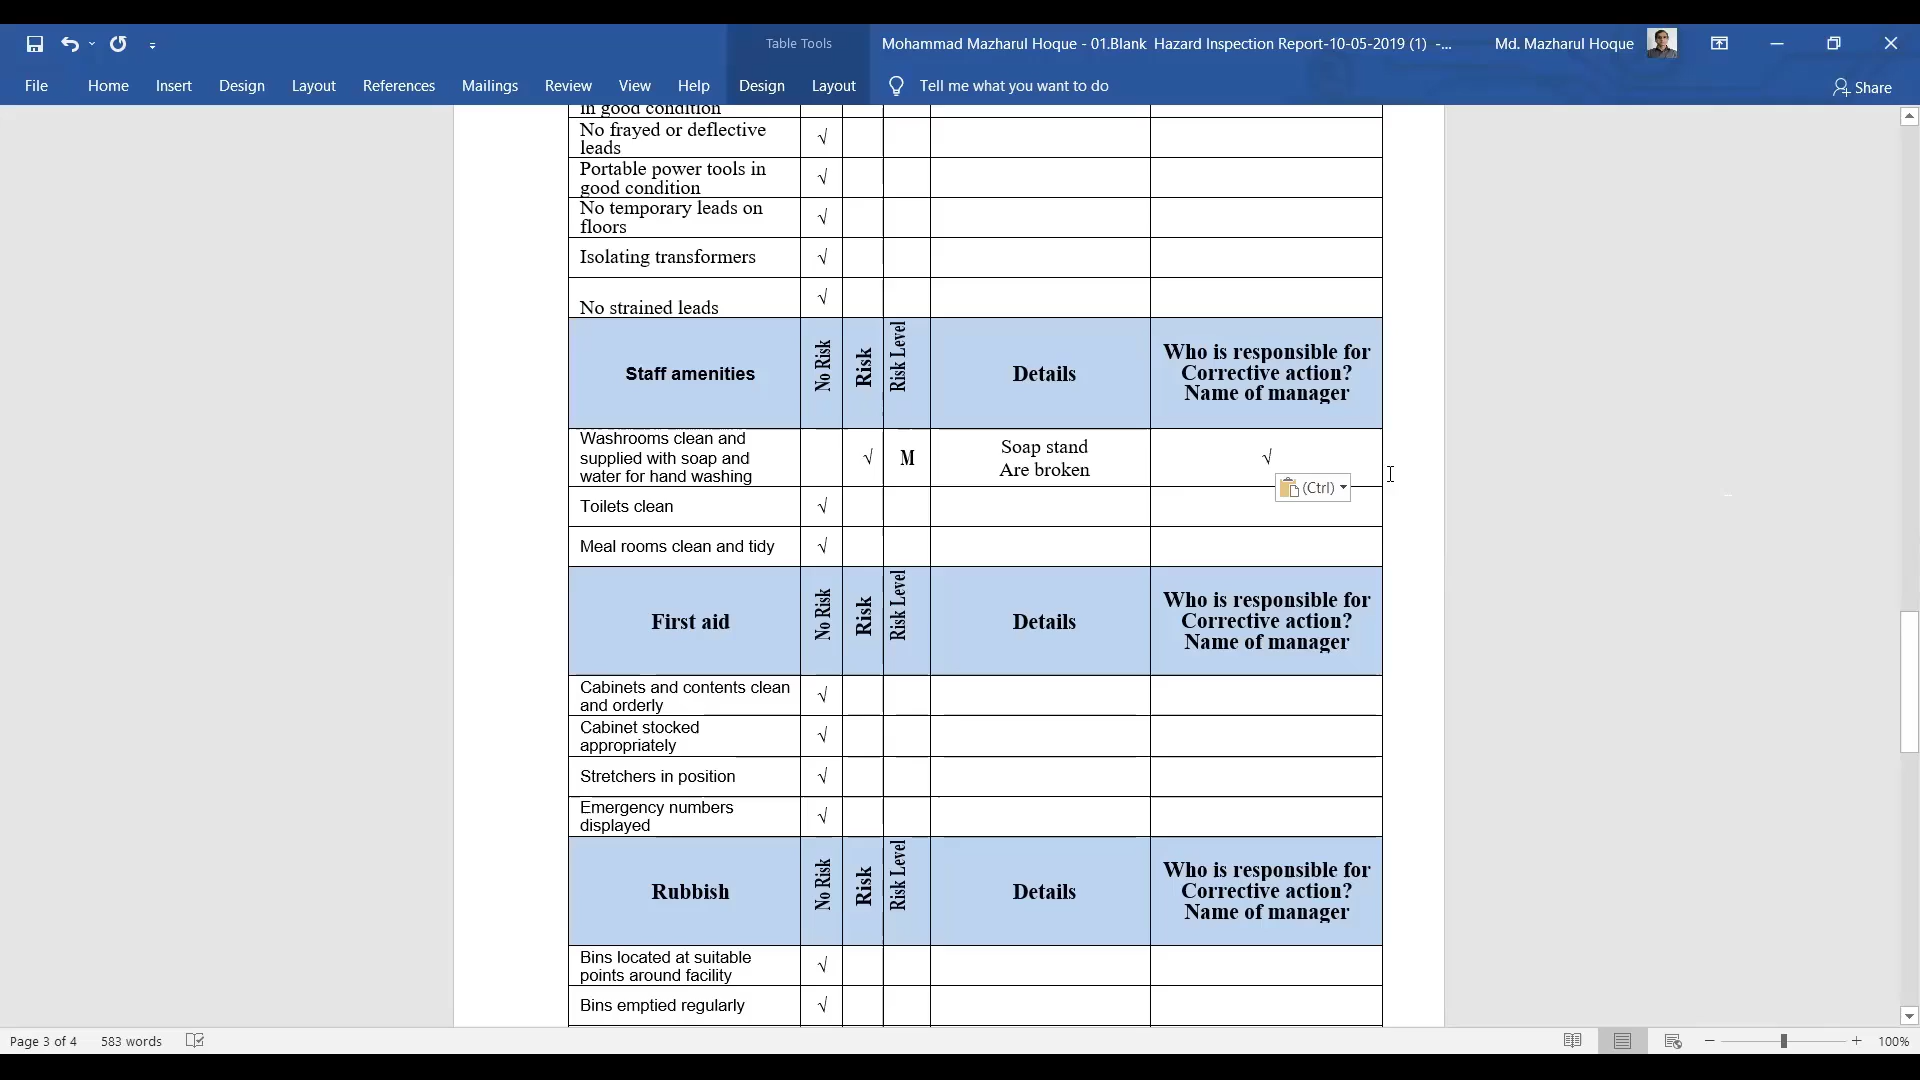 Table Tools
Mohammad Mazharul Hoque - 01.Blank Hazard Inspection Report-10-05-2019 (1) -...
Md. Mazharul Hoque
File
Home
Insert
Design
Layout
References
Mailings
Review
View
Help
Design
Layout
Tell me what you want to do
Share
in good condition
No frayed or deflective
leads
√
Portable power tools in
good condition
√
No temporary leads on
floors
√
Isolating transformers
√
No strained leads
√
Staff amenities
No Risk
Risk
Risk Level
Details
Who is responsible for
Corrective action?
Name of manager
Washrooms clean and
supplied with soap and
water for hand washing
√
M
Soap stand
Are broken
√
(Ctrl)
Toilets clean
√
Meal rooms clean and tidy
√
First aid
No Risk
Risk
Risk Level
Details
Who is responsible for
Corrective action?
Name of manager
Cabinets and contents clean
and orderly
√
Cabinet stocked
appropriately
√
Stretchers in position
√
Emergency numbers
displayed
√
Rubbish
No Risk
Risk
Risk Level
Details
Who is responsible for
Corrective action?
Name of manager
Bins located at suitable
points around facility
√
Bins emptied regularly
√
Page 3 of 4
583 words
100%